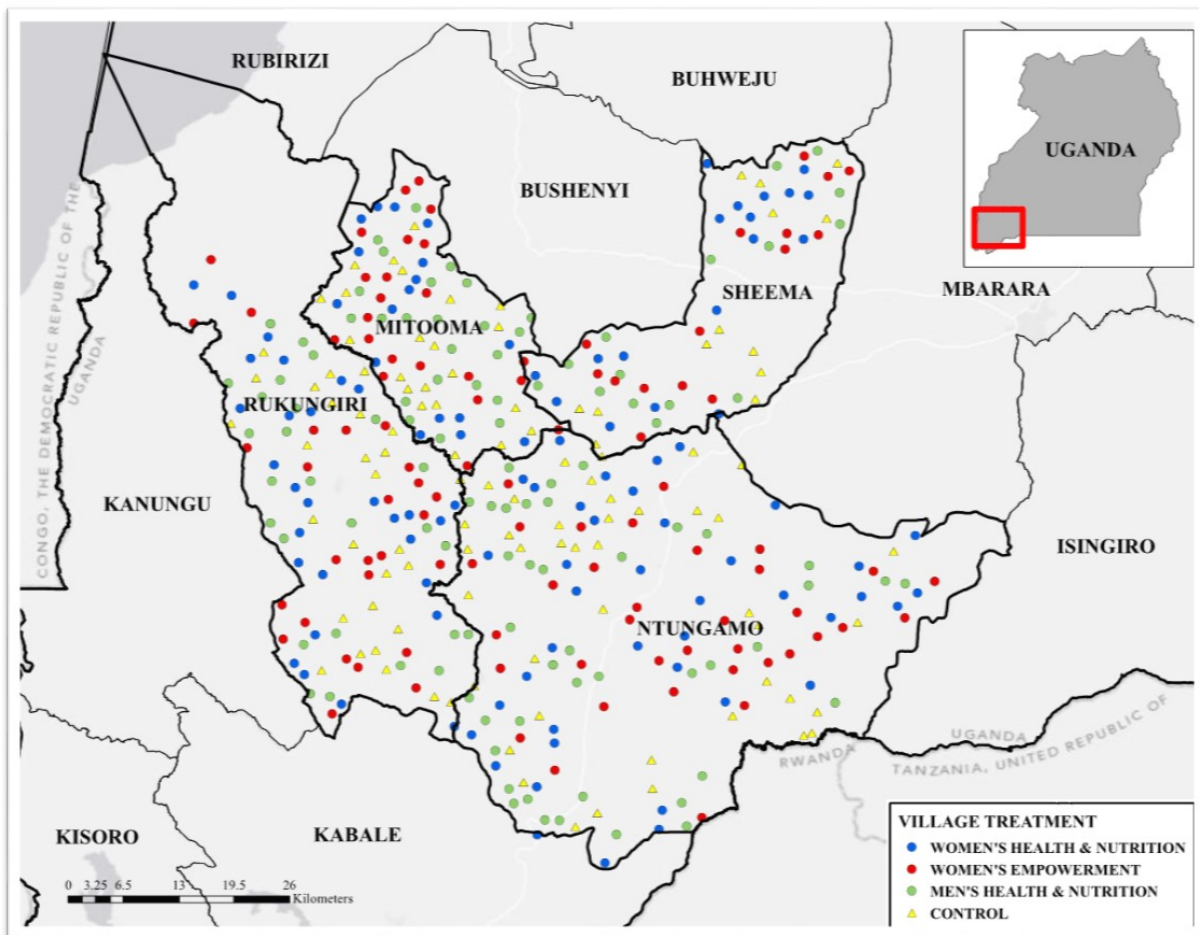 RUBIRIZI
BUHWEJU
UGANDA
BUSHENYI
CONGO, THE DEMOCRATIC REPUBLIC OF THE
UGANDA
SHEEMA
MBARARA
MITOOMA
RUKUNGIRI
KANUNGU
ISINGIRO
NTUNGAMO
UGANDA
RWANDA
TANZANIA, UNITED REPUBLIC OF
KISORO
KABALE
VILLAGE TREATMENT
WOMEN'S HEALTH & NUTRITION
WOMEN'S EMPOWERMENT
MEN'S HEALTH & NUTRITION
CONTROL
0 3.25 6.5 13 19.5 26
Kilometers